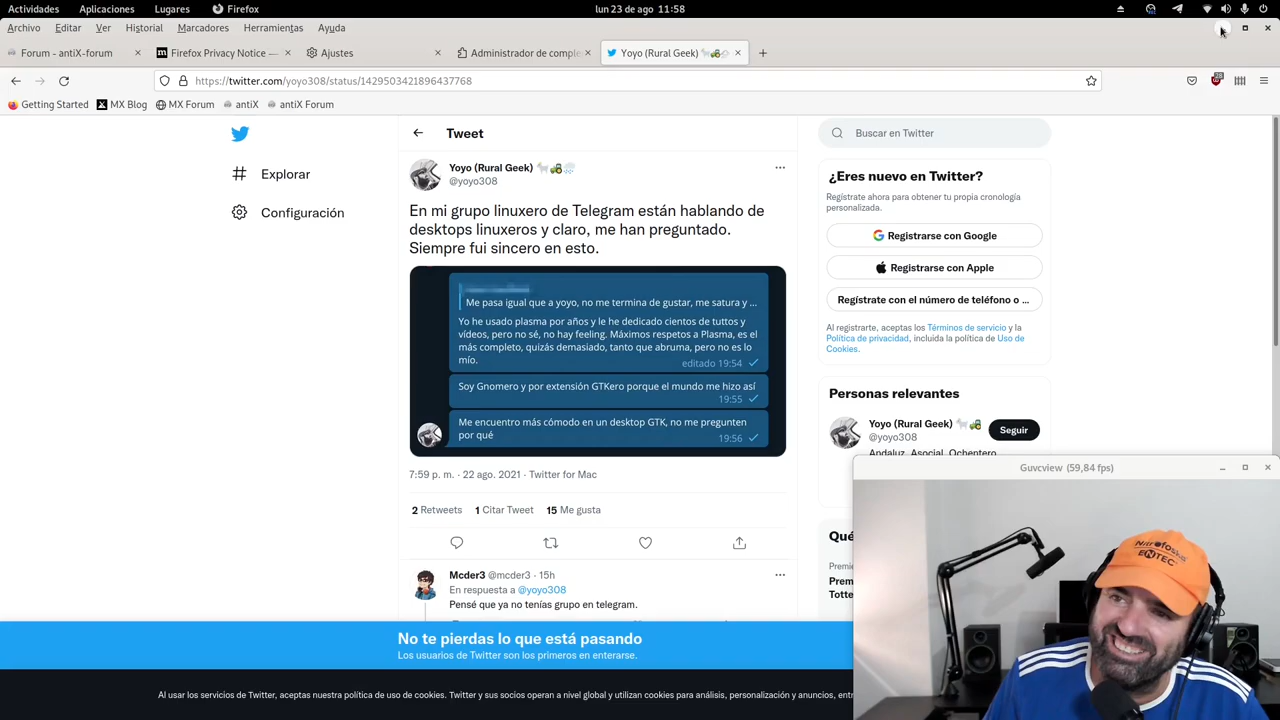 Actividades Aplicaciones Lugares Firefox lun 23 de ago 11:58
Archivo Editar Ver Historial Marcadores Herramientas Ayuda
Forum - antiX-forum Firefox Privacy Notice — Ajustes Administrador de comple Yoyo (Rural Geek)
https://twitter.com/yoyo308/status/1429503421896437768
28
Getting Started MX Blog MX Forum antiX antiX Forum
Explorar
Configuración
Tweet
Yoyo (Rural Geek)
@yoyo308
En mi grupo linuxero de Telegram están hablando de
desktops linuxeros y claro, me han preguntado.
Siempre fui sincero en esto.
Me pasa igual que a yoyo, no me termina de gustar, me satura y ...
Yo he usado plasma por años y le he dedicado cientos de tuttos y
vídeos, pero no sé, no hay feeling. Máximos respetos a Plasma, es el
más completo, quizás demasiado, tanto que abruma, pero no es lo
mío.
editado 19:54
Soy Gnomero y por extensión GTKero porque el mundo me hizo así
19:55
Me encuentro más cómodo en un desktop GTK, no me pregunten
por qué
19:56
7:59 p. m. · 22 ago. 2021 · Twitter for Mac
2 Retweets 1 Citar Tweet 15 Me gusta
Mcder3 @mcder3 · 15h
En respuesta a @yoyo308
Pensé que ya no tenías grupo en telegram.
Buscar en Twitter
¿Eres nuevo en Twitter?
Regístrate ahora para obtener tu propia cronología
personalizada.
Registrarse con Google
Registrarse con Apple
Regístrate con el número de teléfono o ...
Al registrarte, aceptas los Términos de servicio y la
Política de privacidad, incluida la política de Uso de
Cookies.
Personas relevantes
Yoyo (Rural Geek)
@yoyo308
Seguir
Andaluz, Asocial, Ochentero
Qué
Premie
Prem
Totte
Guvcview (59,84 fps)
Nitrofoska
ENTEC
No te pierdas lo que está pasando
Los usuarios de Twitter son los primeros en enterarse.
Al usar los servicios de Twitter, aceptas nuestra política de uso de cookies. Twitter y sus socios operan a nivel global y utilizan cookies para análisis, personalización y anuncios, entr